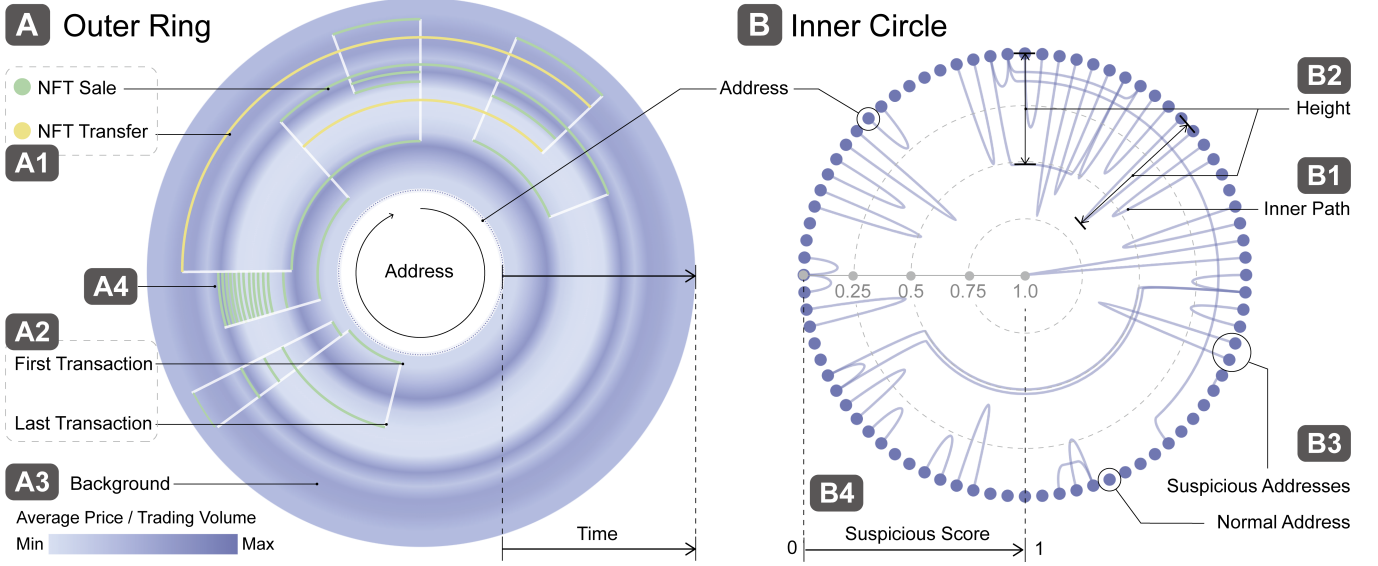 A Outer Ring
NFT Sale
NFT Transfer
A1
A4
A2
First Transaction
Last Transaction
A3 Background
Average Price / Trading Volume
Min Max
Address
Time
B Inner Circle
Address
B2
Height
B1
Inner Path
0.25 0.5 0.75 1.0
B3
Suspicious Addresses
Normal Address
B4
Suspicious Score
0 1